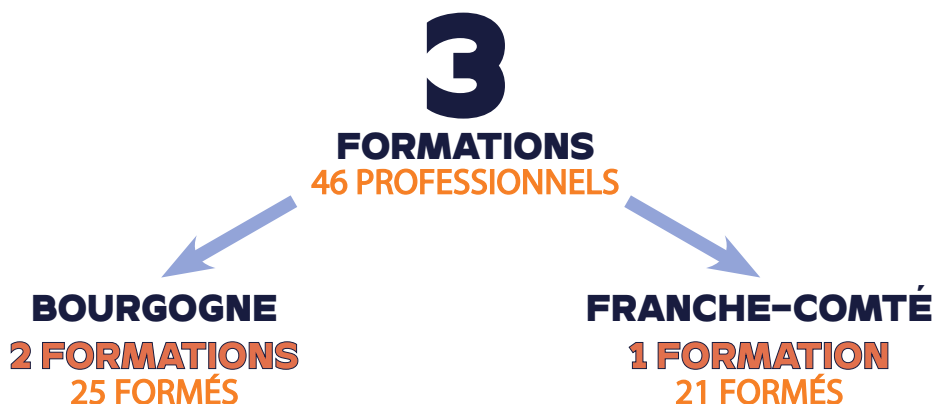 3
FORMATIONS
46 PROFESSIONNELS
BOURGOGNE
2 FORMATIONS
25 FORMÉS
FRANCHE-COMTÉ
1 FORMATION
21 FORMÉS